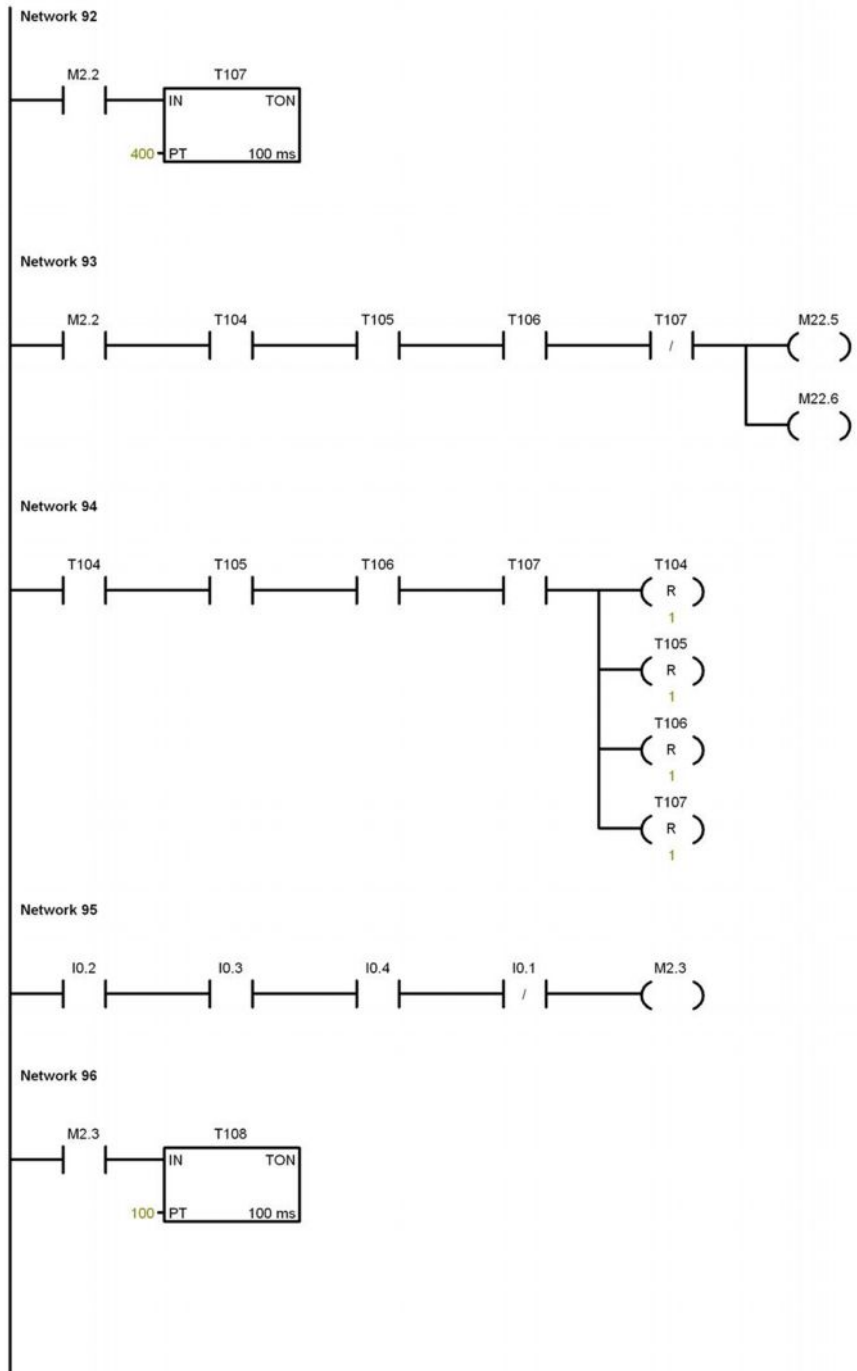 Network 92
M2.2 T107
IN TON
400 PT 100 ms
Network 93
M2.2 T104 T105 T106 T107 M22.5
/
M22.6
Network 94
T104 T105 T106 T107 T104
R
1
T105
R
1
T106
R
1
T107
R
1
Network 95
I0.2 I0.3 I0.4 I0.1 M2.3
/
Network 96
M2.3 T108
IN TON
100 PT 100 ms